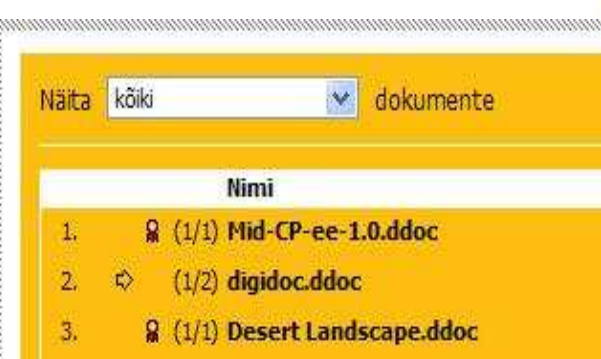 Näita kõiki dokumente
Nimi
1. (1/1) Mid-CP-ee-1.0.ddoc
2. (1/2) digidoc.ddoc
3. (1/1) Desert Landscape.ddoc